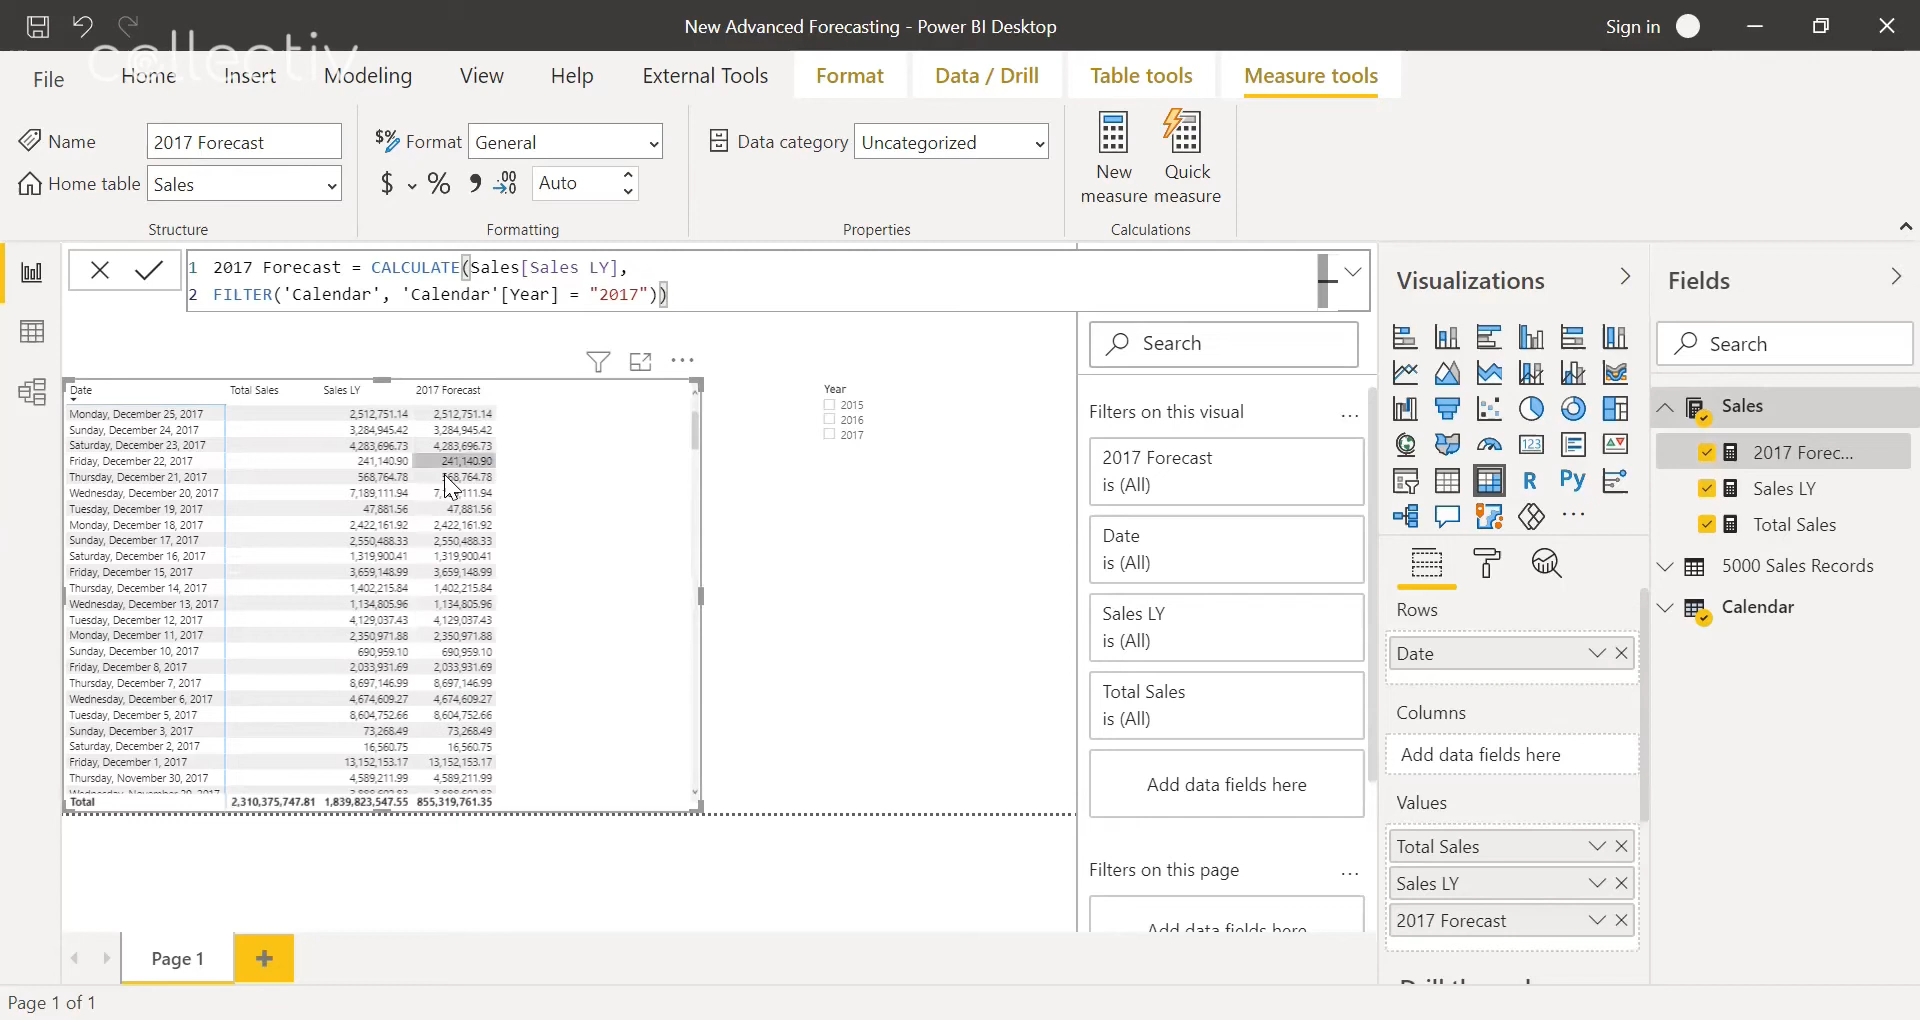 New Advanced Forecasting - Power BI Desktop
Sign in
collectiv
File Home Insert Modeling View Help External Tools Format Data / Drill Table tools Measure tools
Name 2017 Forecast
Home table Sales
Structure
Format General
$ % 9 .00 Auto
Formatting
Data category Uncategorized
Properties
New measure
Quick measure
Calculations
1 2017 Forecast = CALCULATE(Sales[Sales LY],
2 FILTER('Calendar', 'Calendar'[Year] = "2017"))
Date Total Sales Sales LY 2017 Forecast
Monday, December 25, 2017 2,512,751.14 2,512,751.14
Sunday, December 24, 2017 3,284,945.42 3,284,945.42
Saturday, December 23, 2017 4,283,696.73 4,283,696.73
Friday, December 22, 2017 241,140.90 241,140.90
Thursday, December 21, 2017 568,764.78 68,764.78
Wednesday, December 20, 2017 7,189,111.94 7, 111.94
Tuesday, December 19, 2017 47,881.56 47,881.56
Monday, December 18, 2017 2,422,161.92 2,422,161.92
Sunday, December 17, 2017 2,550,488.33 2,550,488.33
Saturday, December 16, 2017 1,319,900.41 1,319,900.41
Friday, December 15, 2017 3,659,148.99 3,659,148.99
Thursday, December 14, 2017 1,402,215.84 1,402,215.84
Wednesday, December 13, 2017 1,134,805.96 1,134,805.96
Tuesday, December 12, 2017 4,129,037.43 4,129,037.43
Monday, December 11, 2017 2,350,971.88 2,350,971.88
Sunday, December 10, 2017 690,959.10 690,959.10
Friday, December 8, 2017 2,033,931.69 2,033,931.69
Thursday, December 7, 2017 8,697,146.99 8,697,146.99
Wednesday, December 6, 2017 4,674,609.27 4,674,609.27
Tuesday, December 5, 2017 8,604,752.66 8,604,752.66
Sunday, December 3, 2017 73,268.49 73,268.49
Saturday, December 2, 2017 16,560.75 16,560.75
Friday, December 1, 2017 13,152,153.17 13,152,153.17
Thursday, November 30, 2017 4,589,211.99 4,589,211.99
Total 2,310,375,747.81 1,839,823,547.55 855,319,761.35
Year
2015
2016
2017
Search
Filters on this visual ...
2017 Forecast
is (All)
Date
is (All)
Sales LY
is (All)
Total Sales
is (All)
Add data fields here
Filters on this page ...
Add data fields here
Visualizations
123
R Py
...
Rows
Date
Columns
Add data fields here
Values
Total Sales
Sales LY
2017 Forecast
Fields
Search
Sales
2017 Forec...
Sales LY
Total Sales
5000 Sales Records
Calendar
Page 1
Page 1 of 1